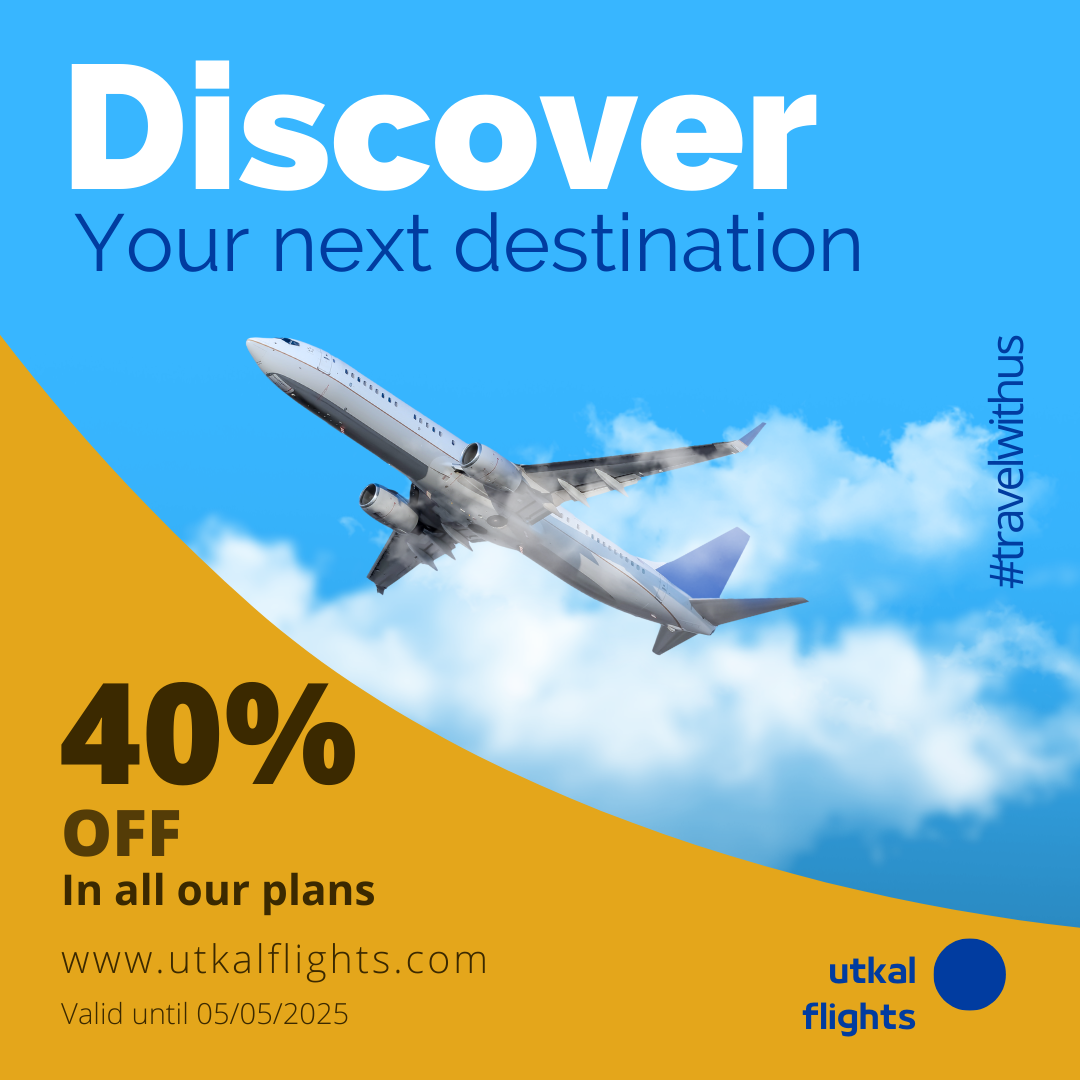 Discover
Your next destination
#travelwithus
40%
OFF
In all our plans
www.utkalflights.com
Valid until 05/05/2025
utkal
flights